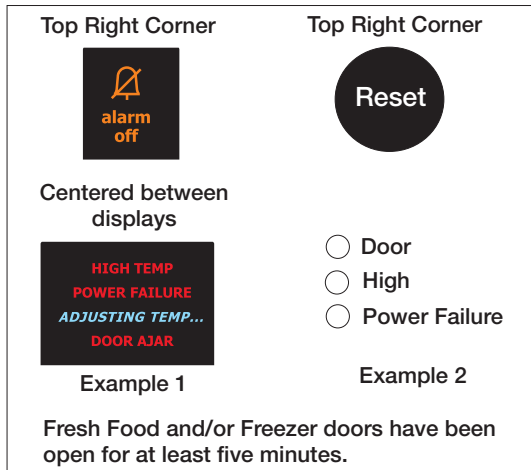 Top Right Corner
alarm
off
Centered between
displays
HIGH TEMP
POWER FAILURE
ADJUSTING TEMP...
DOOR AJAR
Example 1
Top Right Corner
Reset
Door
High
Power Failure
Example 2
Fresh Food and/or Freezer doors have been
open for at least five minutes.